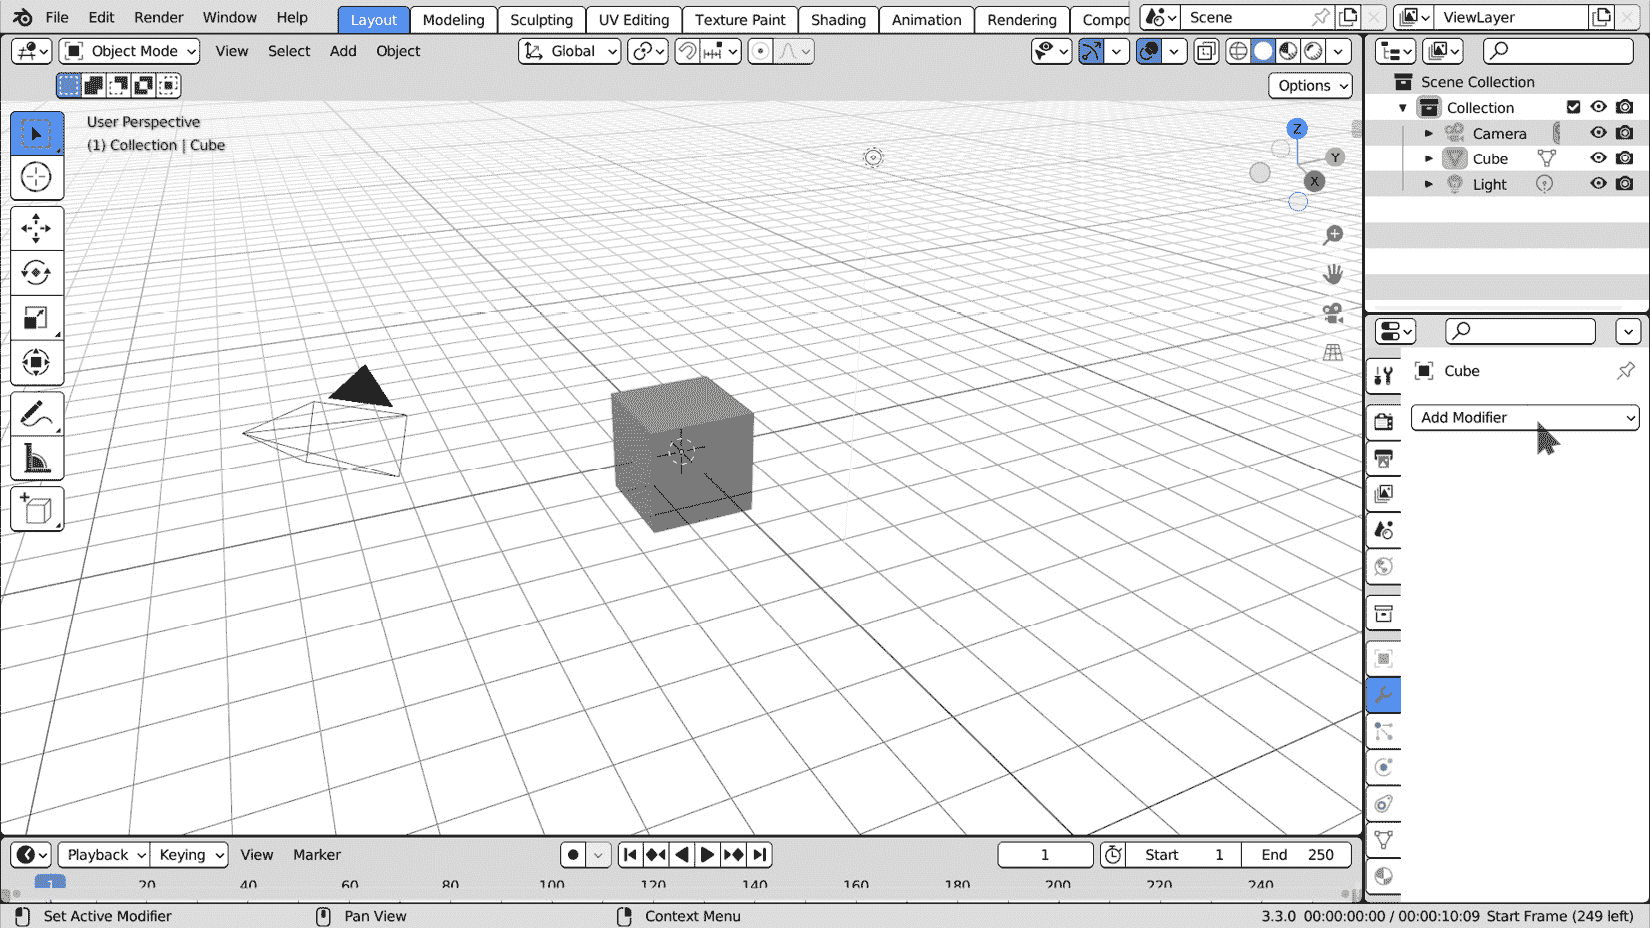 File Edit Render Window Help Layout Modeling Sculpting UV Editing Texture Paint Shading Animation Rendering Compo Scene ViewLayer
Object Mode View Select Add Object Global
Options
User Perspective
(1) Collection | Cube
Z
Y
X
Scene Collection
Collection
Camera
Cube
Light
Cube
Add Modifier
Playback Keying View Marker 1 Start 1 End 250
1 20 40 60 80 100 120 140 160 180 200 220 240
Set Active Modifier Pan View Context Menu 3.3.0 00:00:00:00 / 00:00:10:09 Start Frame (249 left)